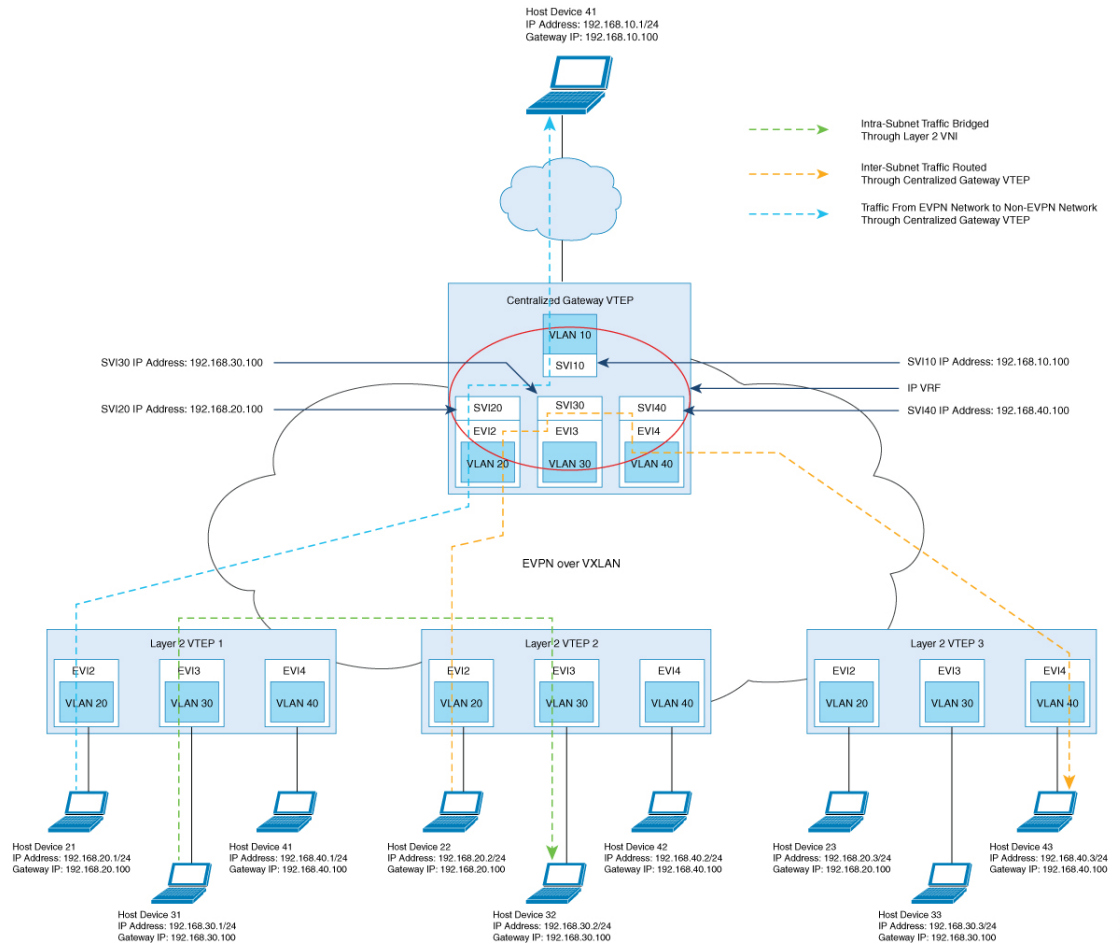 Host Device 41
IP Address: 192.168.10.1/24
Gateway IP: 192.168.10.100
Intra-Subnet Traffic Bridged
Through Layer 2 VNI
Inter-Subnet Traffic Routed
Through Centralized Gateway VTEP
Traffic From EVPN Network to Non-EVPN Network
Through Centralized Gateway VTEP
Centralized Gateway VTEP
VLAN 10
SVI10
SVI30 IP Address: 192.168.30.100
SVI10 IP Address: 192.168.10.100
IP VRF
SVI20 IP Address: 192.168.20.100
SVI40 IP Address: 192.168.40.100
SVI20
EVI2
VLAN 20
SVI30
EVI3
VLAN 30
SVI40
EVI4
VLAN 40
EVPN over VXLAN
Layer 2 VTEP 1
EVI2
VLAN 20
EVI3
VLAN 30
EVI4
VLAN 40
Layer 2 VTEP 2
EVI2
VLAN 20
EVI3
VLAN 30
EVI4
VLAN 40
Layer 2 VTEP 3
EVI2
VLAN 20
EVI3
VLAN 30
EVI4
VLAN 40
Host Device 21
IP Address: 192.168.20.1/24
Gateway IP: 192.168.20.100
Host Device 41
IP Address: 192.168.40.1/24
Gateway IP: 192.168.40.100
Host Device 22
IP Address: 192.168.20.2/24
Gateway IP: 192.168.20.100
Host Device 42
IP Address: 192.168.40.2/24
Gateway IP: 192.168.40.100
Host Device 23
IP Address: 192.168.20.3/24
Gateway IP: 192.168.20.100
Host Device 43
IP Address: 192.168.40.3/24
Gateway IP: 192.168.40.100
Host Device 31
IP Address: 192.168.30.1/24
Gateway IP: 192.168.30.100
Host Device 32
IP Address: 192.168.30.2/24
Gateway IP: 192.168.30.100
Host Device 33
IP Address: 192.168.30.3/24
Gateway IP: 192.168.30.100